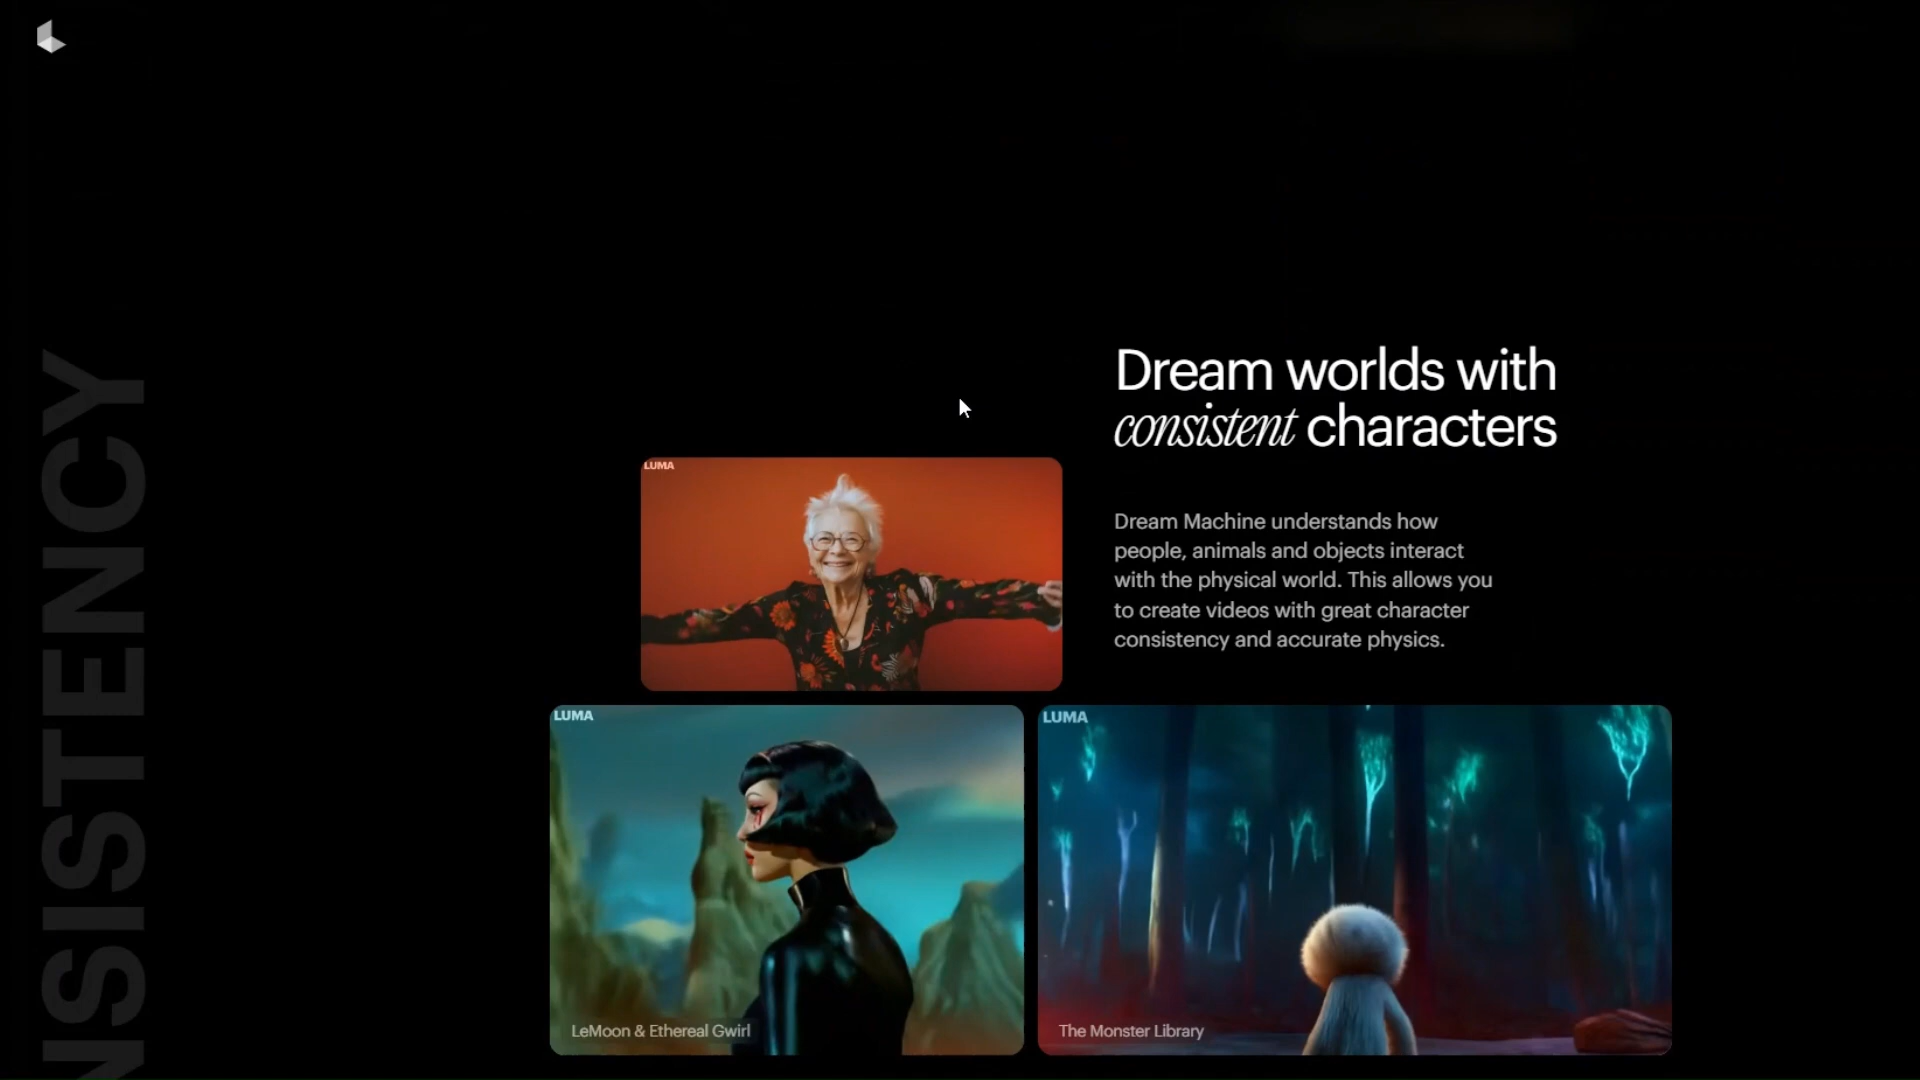 Dream worlds with
consistent characters
LUMA
Dream Machine understands how
people, animals and objects interact
with the physical world. This allows you
to create videos with great character
consistency and accurate physics.
LUMA
LUMA
LeMoon & Ethereal Gwirl
The Monster Library
NSISTENCY